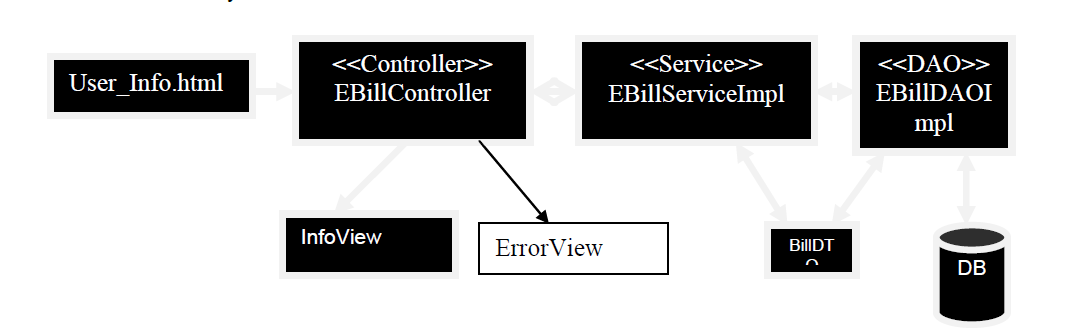 User_Info.html
<<Controller>>
EBillController
<<Service>>
EBillServiceImpl
<<DAO>>
EBillDAOI
mpl
InfoView
ErrorView
BillDT
O
DB